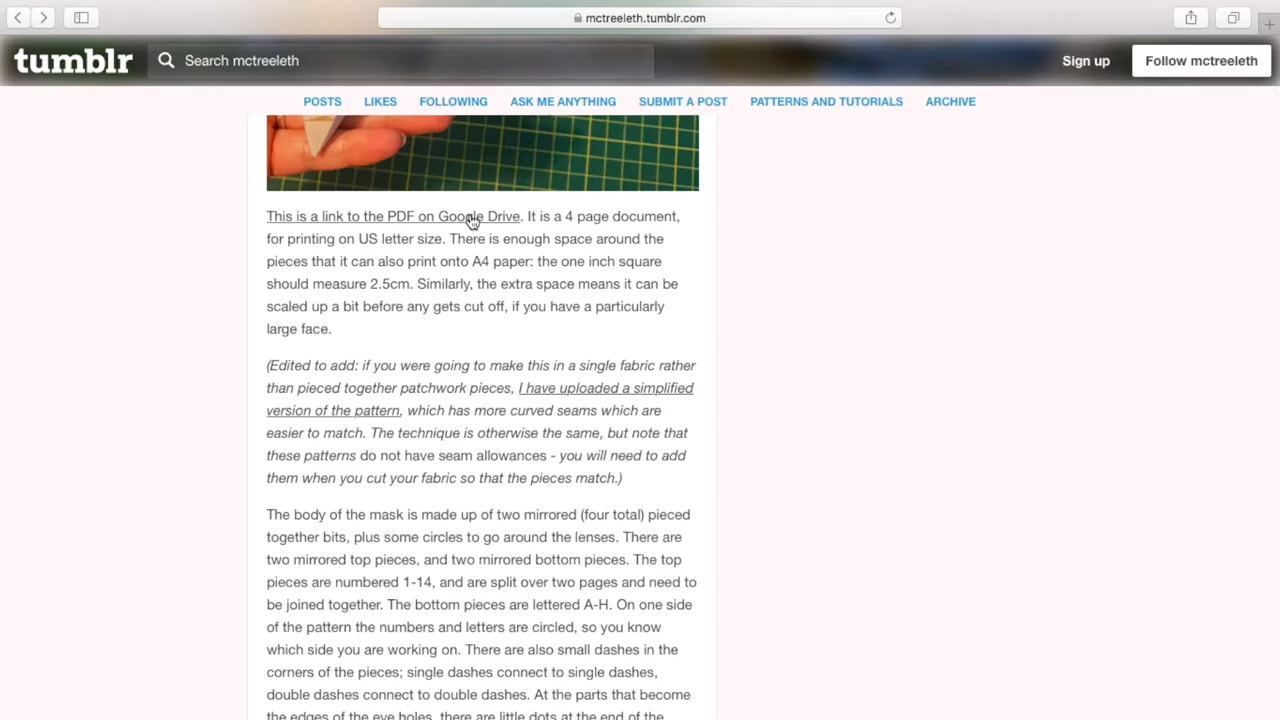 mctreeleth.tumblr.com
tumblr
Search mctreeleth
Sign up
Follow mctreeleth
POSTS LIKES FOLLOWING ASK ME ANYTHING SUBMIT A POST PATTERNS AND TUTORIALS ARCHIVE
This is a link to the PDF on Google Drive. It is a 4 page document,
for printing on US letter size. There is enough space around the
pieces that it can also print onto A4 paper: the one inch square
should measure 2.5cm. Similarly, the extra space means it can be
scaled up a bit before any gets cut off, if you have a particularly
large face.
(Edited to add: if you were going to make this in a single fabric rather
than pieced together patchwork pieces, I have uploaded a simplified
version of the pattern, which has more curved seams which are
easier to match. The technique is otherwise the same, but note that
these patterns do not have seam allowances - you will need to add
them when you cut your fabric so that the pieces match.)
The body of the mask is made up of two mirrored (four total) pieced
together bits, plus some circles to go around the lenses. There are
two mirrored top pieces, and two mirrored bottom pieces. The top
pieces are numbered 1-14, and are split over two pages and need to
be joined together. The bottom pieces are lettered A-H. On one side
of the pattern the numbers and letters are circled, so you know
which side you are working on. There are also small dashes in the
corners of the pieces; single dashes connect to single dashes,
double dashes connect to double dashes. At the parts that become
the edges of the eye holes, there are little dots at the end of the